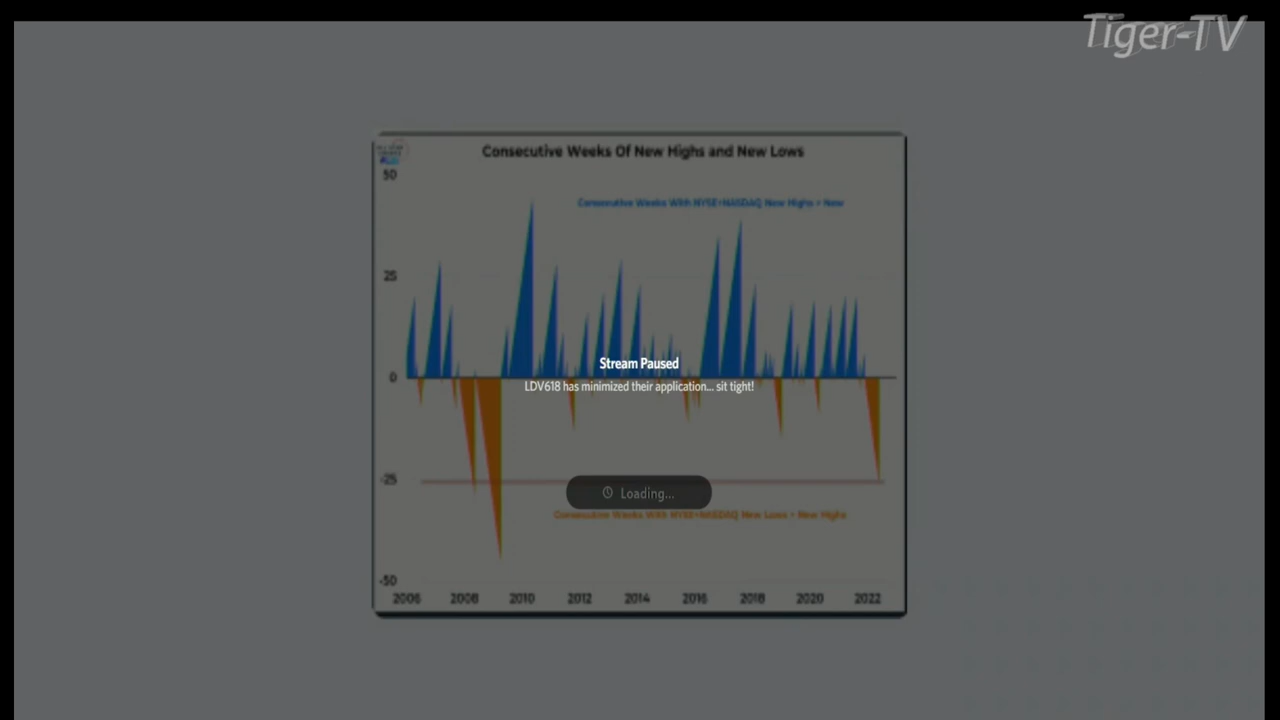 Tiger-TV
Consecutive Weeks Of New Highs and New Lows
50
Consecutive Weeks With NYSE+NASDAQ New Highs > New
25
Stream Paused
0
LDV618 has minimized their application... sit tight!
-25
Loading...
Consecutive Weeks With NYSE+NASDAQ New Lows > New Highs
-50
2006 2008 2010 2012 2014 2016 2018 2020 2022